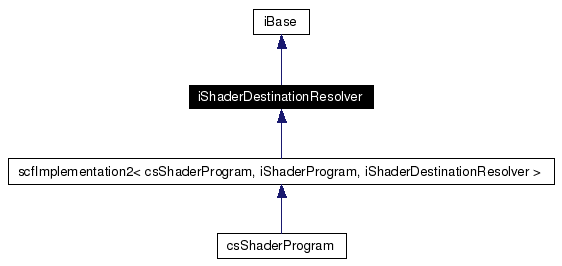 iBase
iShaderDestinationResolver
scfImplementation2< csShaderProgram, iShaderProgram, iShaderDestinationResolver >
csShaderProgram